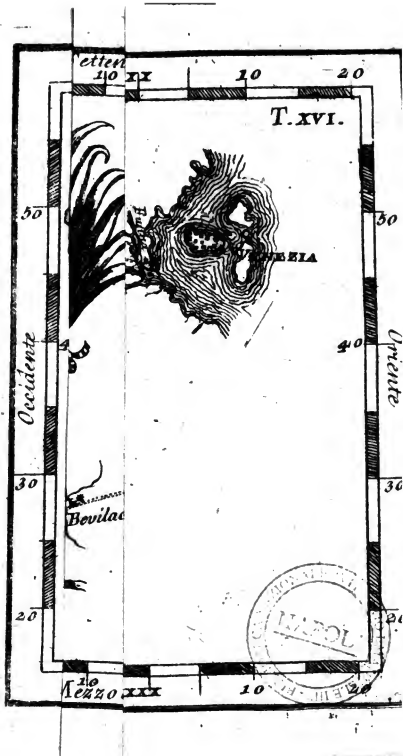 etten
10 xx 10 20
T.XVI.
50 50
VENEZIA
40
Occidente
Oriente
30 30
Bovilac
20 20
10 xxx 10 20
Mezzo
NAPOL